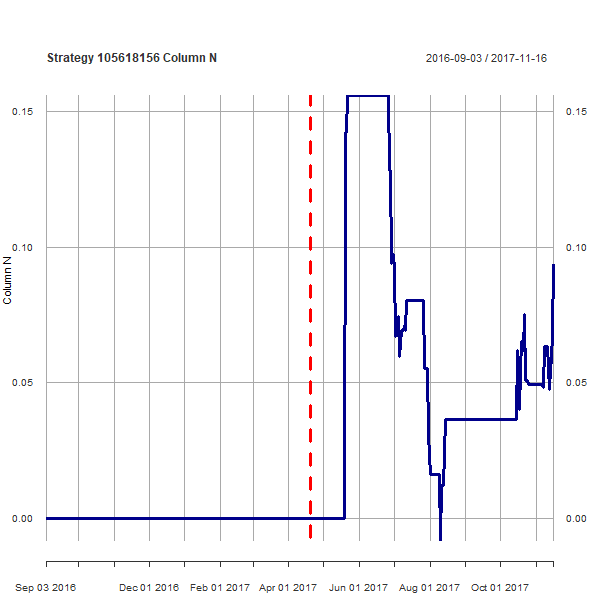 Strategy 105618156 Column N 2016-09-03 / 2017-11-16
0.15 0.15
0.10 0.10
Column N
0.05 0.05
0.00 0.00
Sep 03 2016 Dec 01 2016 Feb 01 2017 Apr 01 2017 Jun 01 2017 Aug 01 2017 Oct 01 2017